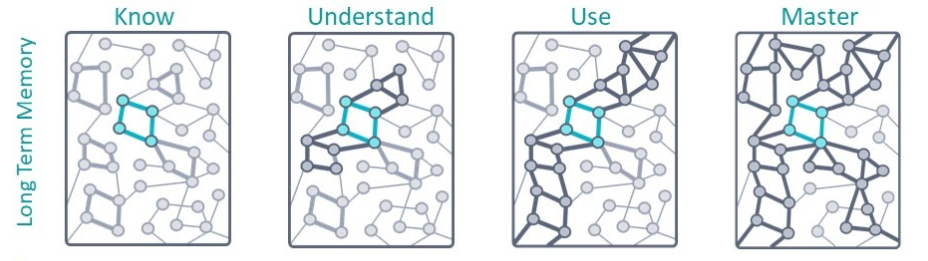 Know
Understand
Use
Master
Long Term Memory